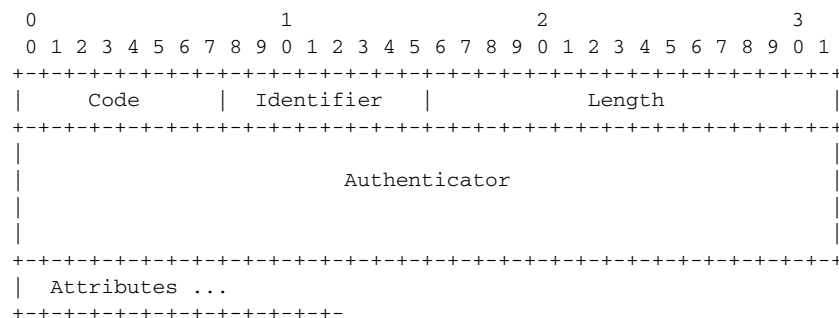 0                   1                   2                   3
 0 1 2 3 4 5 6 7 8 9 0 1 2 3 4 5 6 7 8 9 0 1 2 3 4 5 6 7 8 9 0 1
+-+-+-+-+-+-+-+-+-+-+-+-+-+-+-+-+-+-+-+-+-+-+-+-+-+-+-+-+-+-+-+-+
|     Code      |  Identifier   |            Length             |
+-+-+-+-+-+-+-+-+-+-+-+-+-+-+-+-+-+-+-+-+-+-+-+-+-+-+-+-+-+-+-+-+
|                                                               |
|                         Authenticator                         |
|                                                               |
|                                                               |
+-+-+-+-+-+-+-+-+-+-+-+-+-+-+-+-+-+-+-+-+-+-+-+-+-+-+-+-+-+-+-+-+
|  Attributes ...
+-+-+-+-+-+-+-+-+-+-+-+-+-